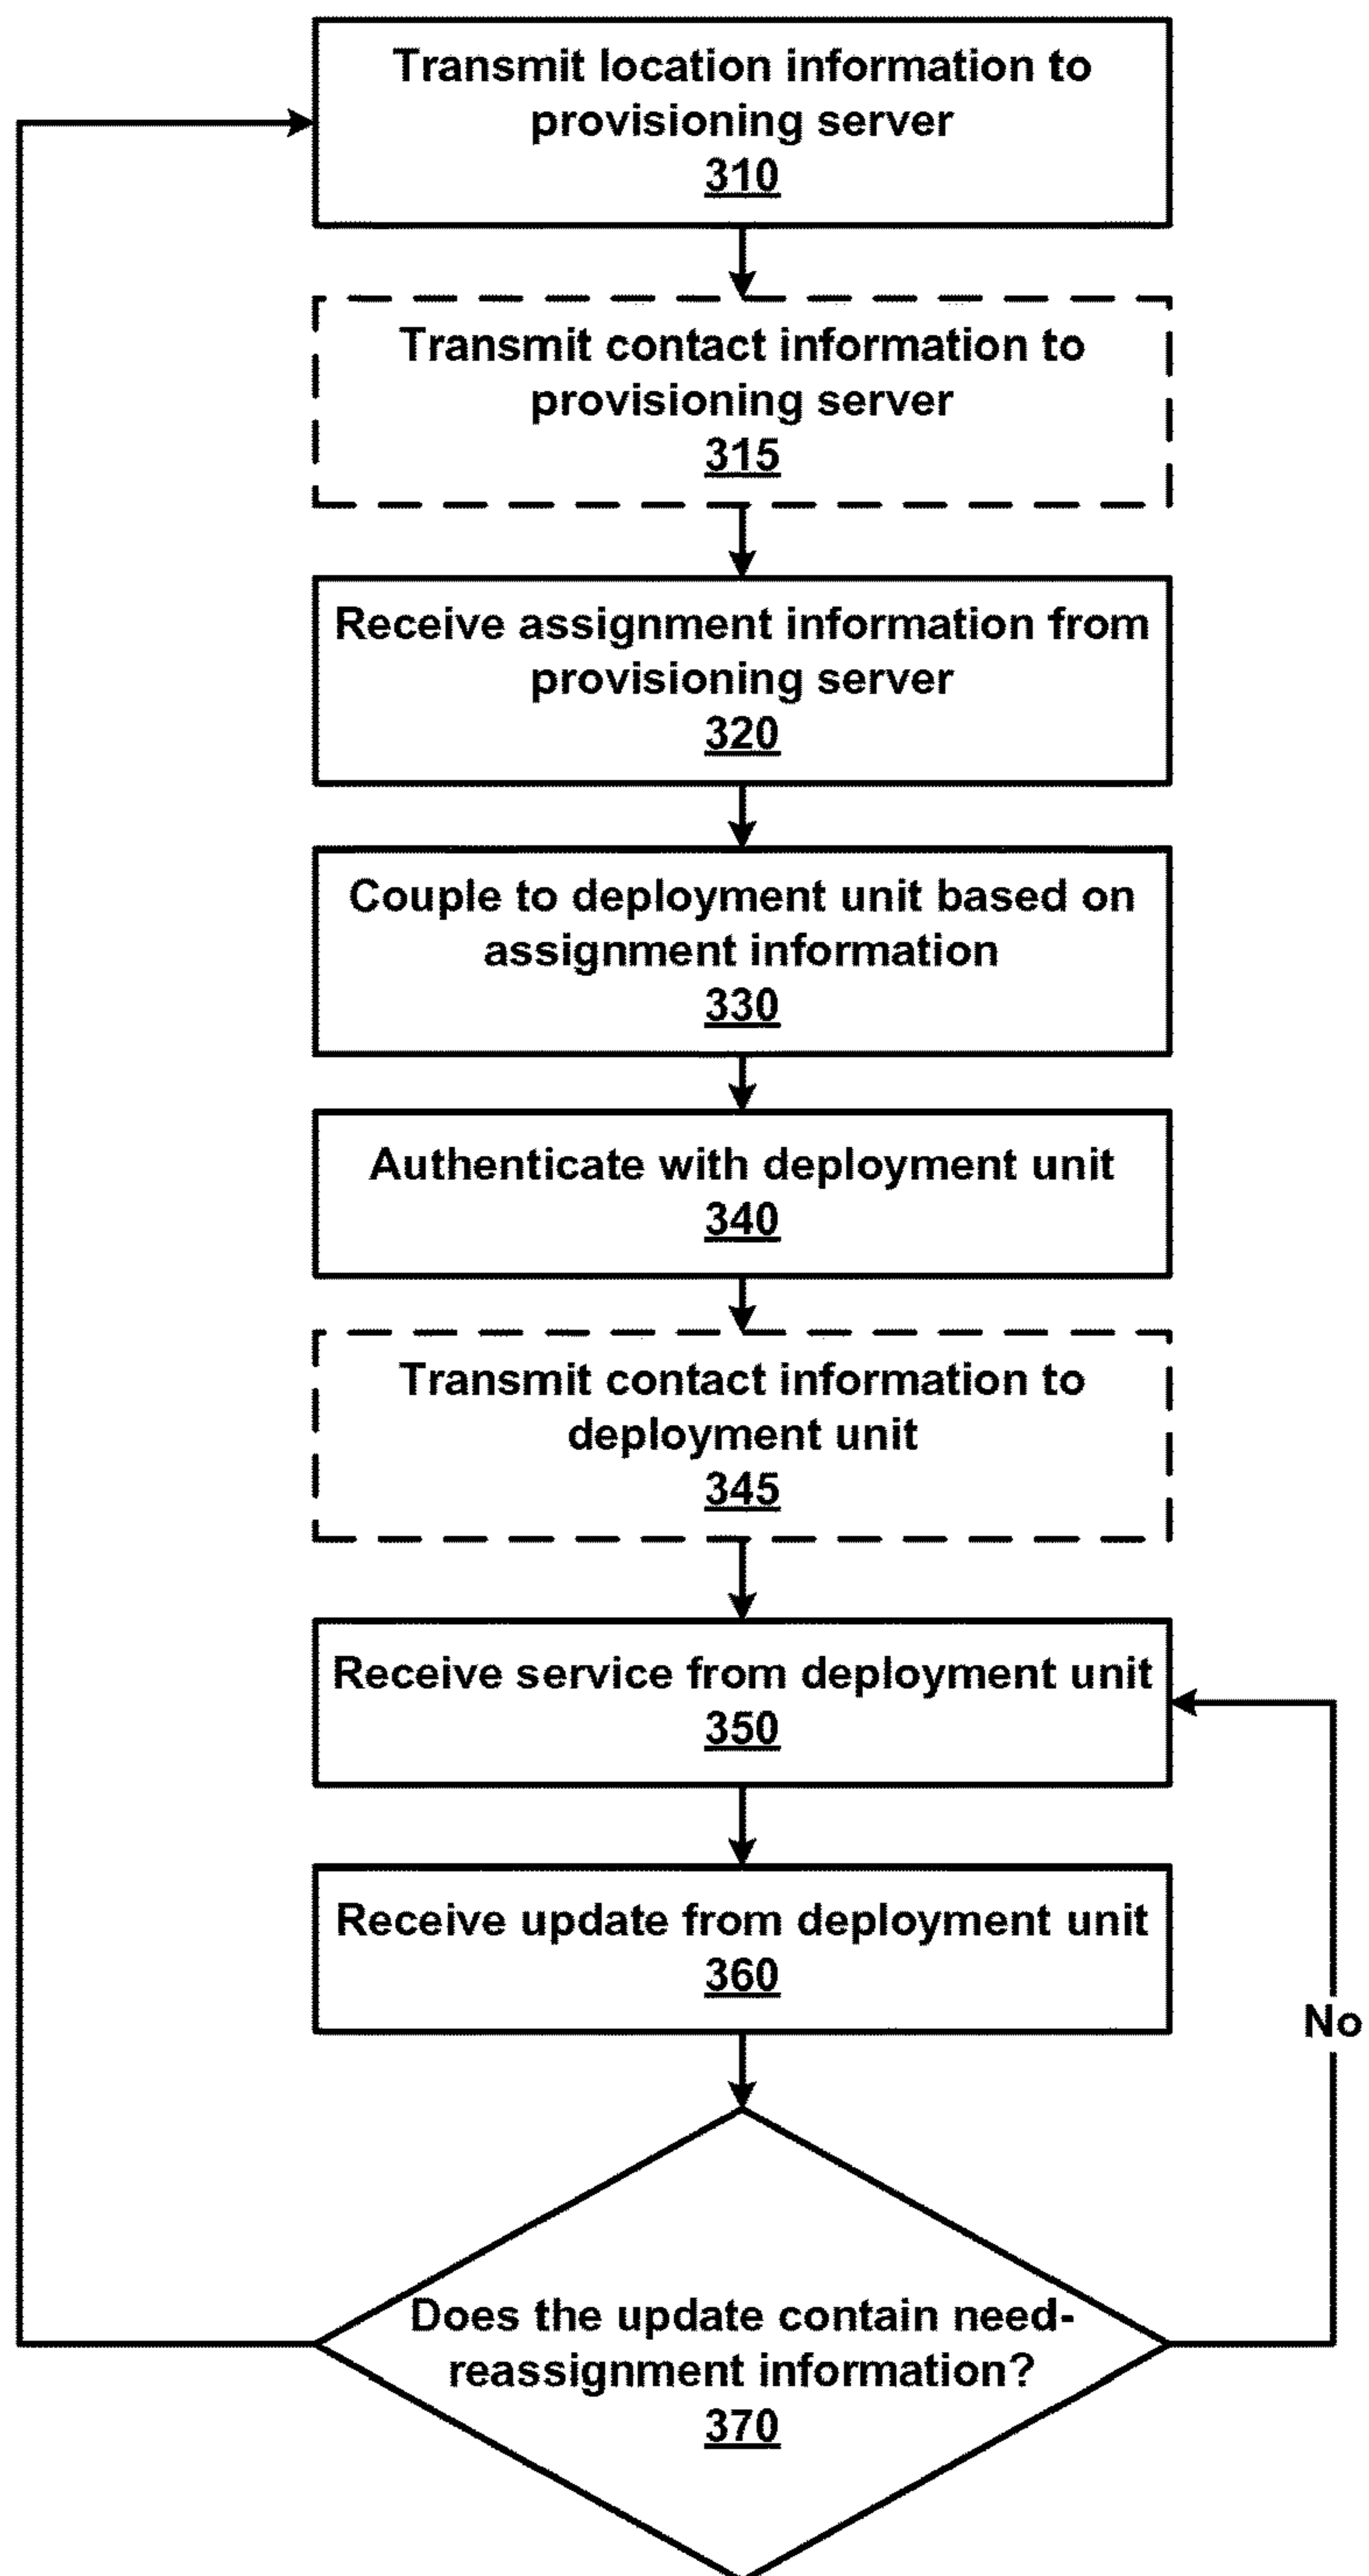 Transmit location information to
provisioning server
310
Transmit contact information to
provisioning server
315
Receive assignment information from
provisioning server
320
Couple to deployment unit based on
assignment information
330
Authenticate with deployment unit
340
Transmit contact information to
deployment unit
345
Receive service from deployment unit
350
Receive update from deployment unit
360
No
Does the update contain need-
reassignment information?
370